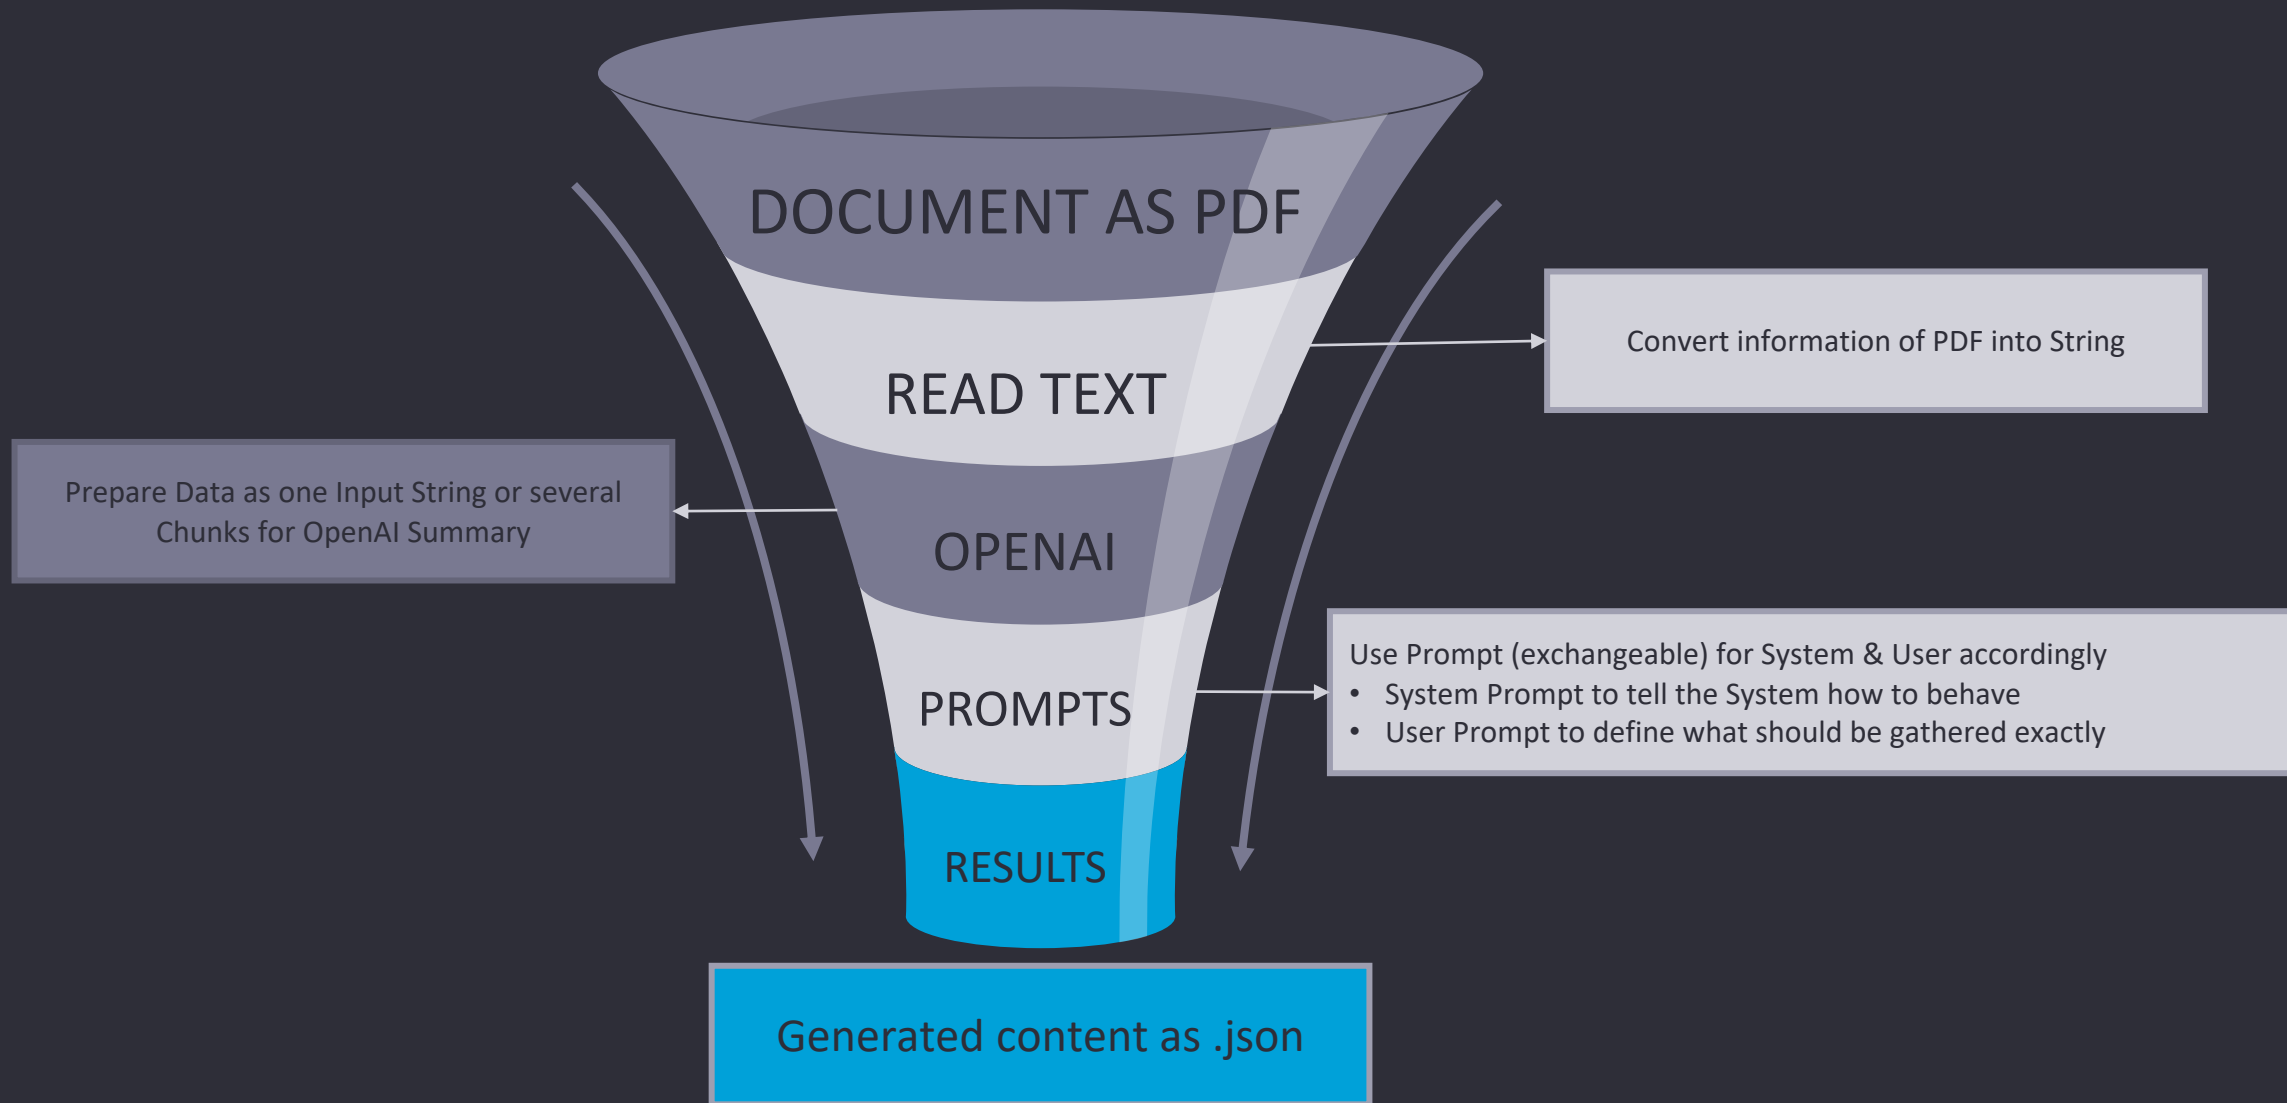 DOCUMENT AS PDF
Convert information of PDF into String
READ TEXT
Prepare Data as one Input String or several
Chunks for OpenAI Summary
OPENAI
Use Prompt (exchangeable) for System & User accordingly
• System Prompt to tell the System how to behave
• User Prompt to define what should be gathered exactly
PROMPTS
RESULTS
Generated content as .json